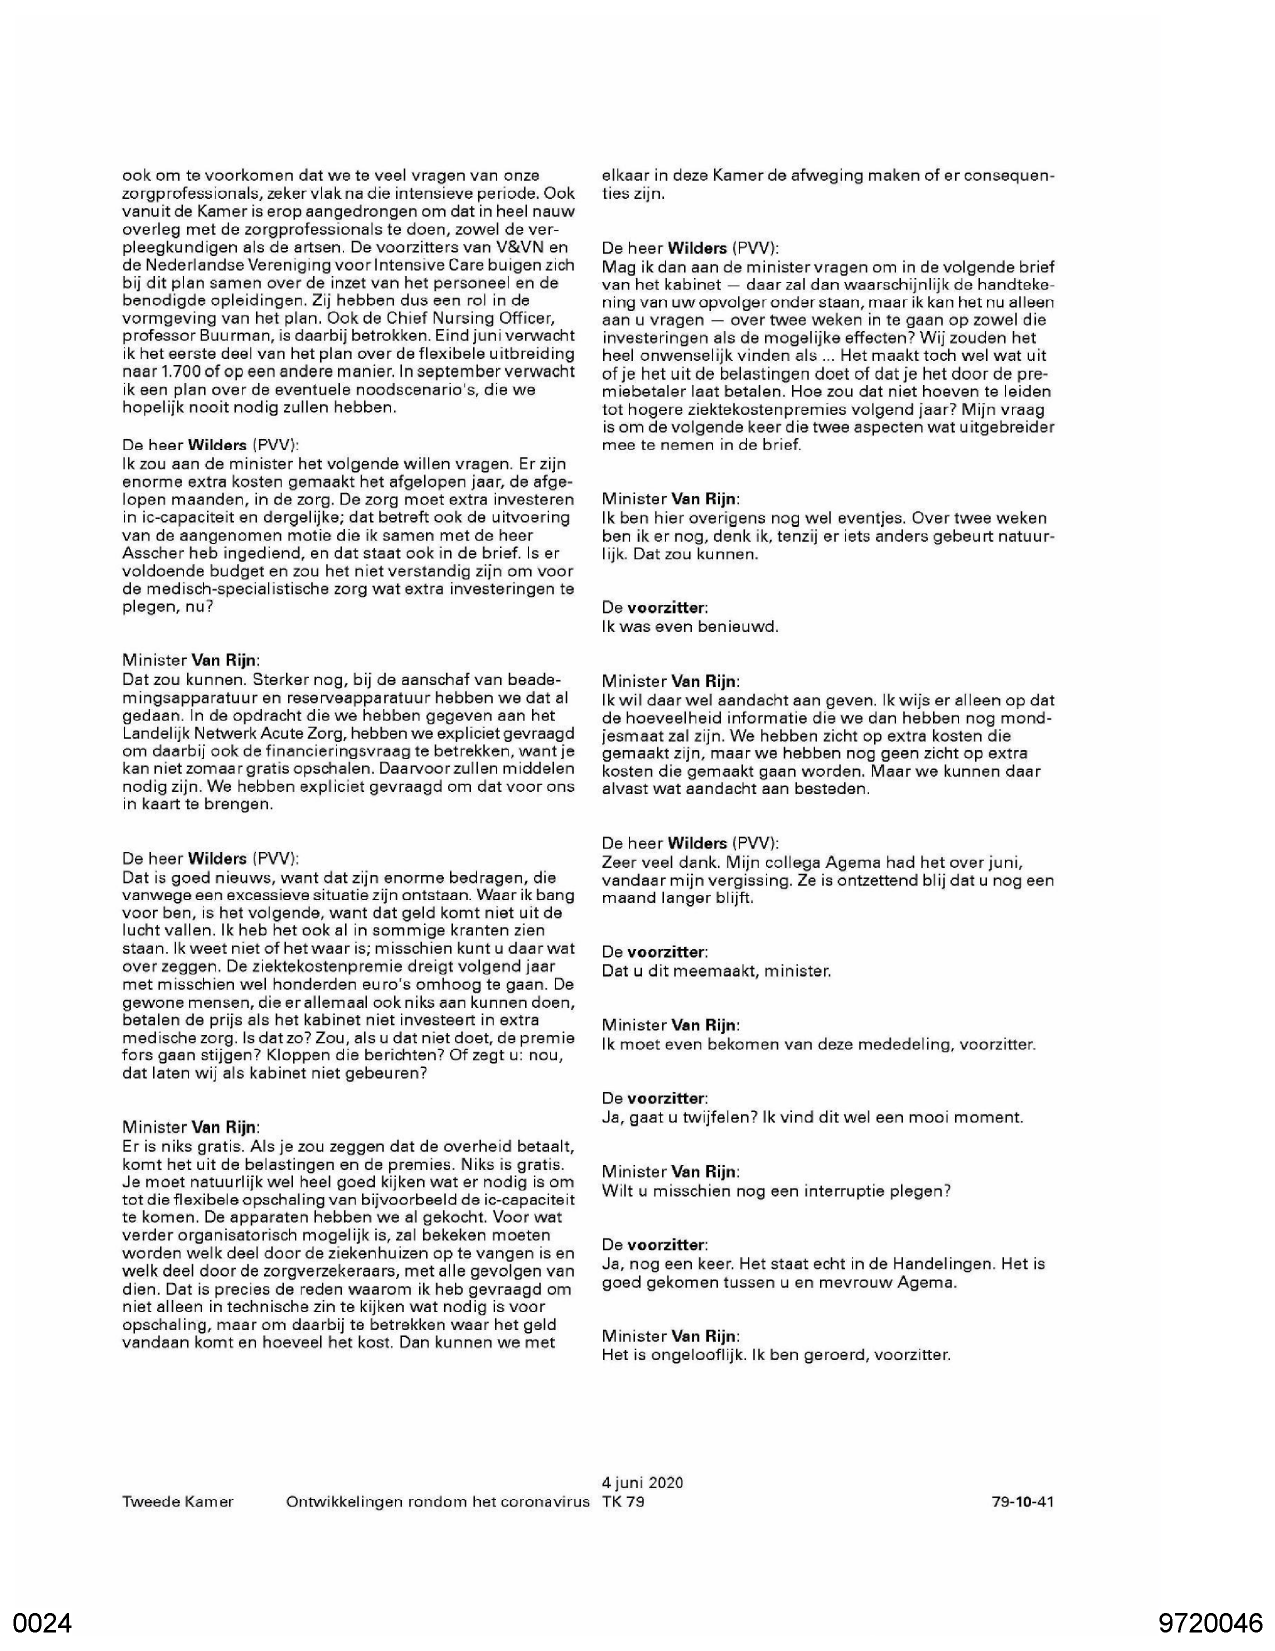 ook om te voorkomen dat we te veel vragen van onze
zorgprofessionals, zeker vlak na die intensieve periode. Ook
vanuit de Kamer is erop aangedrongen om dat in heel nauw
overleg met de zorgprofessionals te doen, zowel de ver-
pleegkundigen als de artsen. De voorzitters van V&VN en
de Nederlandse Vereniging voor Intensive Care buigen zich
bij dit plan samen over de inzet van het personeel en de
benodigde opleidingen. Zij hebben dus een rol in de
vormgeving van het plan. Ook de Chief Nursing Officer,
professor Buurman, is daarbij betrokken. Eind juni verwacht
ik het eerste deel van het plan over de flexibele uitbreiding
naar 1.700 of op een andere manier. In september verwacht
ik een plan over de eventuele noodscenario's, die we
hopelijk nooit nodig zullen hebben.
De heer Wilders (PVV):
Ik zou aan de minister het volgende willen vragen. Er zijn
enorme extra kosten gemaakt het afgelopen jaar, de afge-
lopen maanden, in de zorg. De zorg moet extra investeren
in ic-capaciteit en dergelijke; dat betreft ook de uitvoering
van de aangenomen motie die ik samen met de heer
Asscher heb ingediend, en dat staat ook in de brief. Is er
voldoende budget en zou het niet verstandig zijn om voor
de medisch-specialistische zorg wat extra investeringen te
plegen, nu?
Minister Van Rijn:
Dat zou kunnen. Sterker nog, bij de aanschaf van beade-
mingsapparatuur en reserveapparatuur hebben we dat al
gedaan. In de opdracht die we hebben gegeven aan het
Landelijk Netwerk Acute Zorg, hebben we expliciet gevraagd
om daarbij ook de financieringsvraag te betrekken, want je
kan niet zomaar gratis opschalen. Daarvoor zullen middelen
nodig zijn. We hebben expliciet gevraagd om dat voor ons
in kaart te brengen.
De heer Wilders (PVV):
Dat is goed nieuws, want dat zijn enorme bedragen, die
vanwege een excessieve situatie zijn ontstaan. Waar ik bang
voor ben, is het volgende, want dat geld komt niet uit de
lucht vallen. Ik heb het ook al in sommige kranten zien
staan. Ik weet niet of het waar is; misschien kunt u daar wat
over zeggen. De ziektekostenpremie dreigt volgend jaar
met misschien wel honderden euro's omhoog te gaan. De
gewone mensen, die er allemaal ook niks aan kunnen doen,
betalen de prijs als het kabinet niet investeert in extra
medische zorg. Is dat zo? Zou, als u dat niet doet, de premie
fors gaan stijgen? Kloppen die berichten? Of zegt u: nou,
dat laten wij als kabinet niet gebeuren?
Minister Van Rijn:
Er is niks gratis. Als je zou zeggen dat de overheid betaalt,
komt het uit de belastingen en de premies. Niks is gratis.
Je moet natuurlijk wel heel goed kijken wat er nodig is om
tot die flexibele opschaling van bijvoorbeeld de ic-capaciteit
te komen. De apparaten hebben we al gekocht. Voor wat
verder organisatorisch mogelijk is, zal bekeken moeten
worden welk deel door de ziekenhuizen op te vangen is en
welk deel door de zorgverzekeraars, met alle gevolgen van
dien. Dat is precies de reden waarom ik heb gevraagd om
niet alleen in technische zin te kijken wat nodig is voor
opschaling, maar om daarbij te betrekken waar het geld
vandaan komt en hoeveel het kost. Dan kunnen we met
elkaar in deze Kamer de afweging maken of er consequen-
ties zijn.
De heer Wilders (PVV):
Mag ik dan aan de minister vragen om in de volgende brief
van het kabinet — daar zal dan waarschijnlijk de handteke-
ning van uw opvolger onder staan, maar ik kan het nu alleen
aan u vragen — over twee weken in te gaan op zowel die
investeringen als de mogelijke effecten? Wij zouden het
heel onwenselijk vinden als ... Het maakt toch wel wat uit
of je het uit de belastingen doet of dat je het door de pre-
miebetaler laat betalen. Hoe zou dat niet hoeven te leiden
tot hogere ziektekostenpremies volgend jaar? Mijn vraag
is om de volgende keer die twee aspecten wat uitgebreider
mee te nemen in de brief.
Minister Van Rijn:
Ik ben hier overigens nog wel eventjes. Over twee weken
ben ik er nog, denk ik, tenzij er iets anders gebeurt natuur-
lijk. Dat zou kunnen.
De voorzitter:
Ik was even benieuwd.
Minister Van Rijn:
Ik wil daar wel aandacht aan geven. Ik wijs er alleen op dat
de hoeveelheid informatie die we dan hebben nog mond-
jesmaat zal zijn. We hebben zicht op extra kosten die
gemaakt zijn, maar we hebben nog geen zicht op extra
kosten die gemaakt gaan worden. Maar we kunnen daar
alvast wat aandacht aan besteden.
De heer Wilders (PVV):
Zeer veel dank. Mijn collega Agema had het over juni,
vandaar mijn vergissing. Ze is ontzettend blij dat u nog een
maand langer blijft.
De voorzitter:
Dat u dit meemaakt, minister.
Minister Van Rijn:
Ik moet even bekomen van deze mededeling, voorzitter.
De voorzitter:
Ja, gaat u twijfelen? Ik vind dit wel een mooi moment.
Minister Van Rijn:
Wilt u misschien nog een interruptie plegen?
De voorzitter:
Ja, nog een keer. Het staat echt in de Handelingen. Het is
goed gekomen tussen u en mevrouw Agema.
Minister Van Rijn:
Het is ongelooflijk. Ik ben geroerd, voorzitter.
4 juni 2020
Tweede Kamer Ontwikkelingen rondom het coronavirus TK 79 79-10-41
0024 9720046